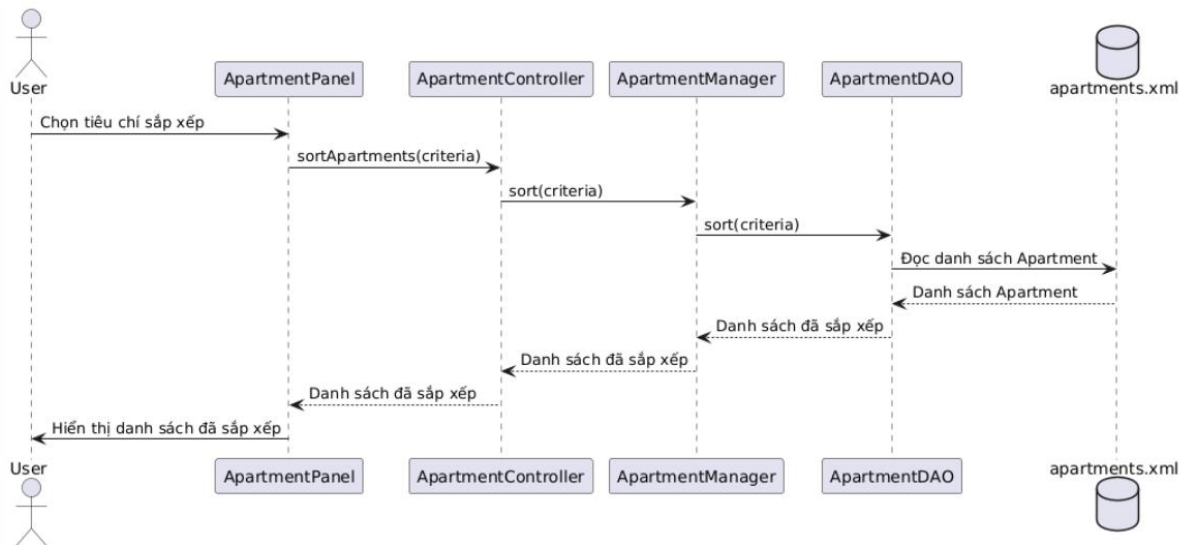 User
ApartmentPanel
ApartmentController
ApartmentManager
ApartmentDAO
apartments.xml
Chọn tiêu chí sắp xếp
sortApartments(criteria)
sort(criteria)
sort(criteria)
Đọc danh sách Apartment
Danh sách Apartment
Danh sách đã sắp xếp
Danh sách đã sắp xếp
Danh sách đã sắp xếp
Hiển thị danh sách đã sắp xếp
User
ApartmentPanel
ApartmentController
ApartmentManager
ApartmentDAO
apartments.xml